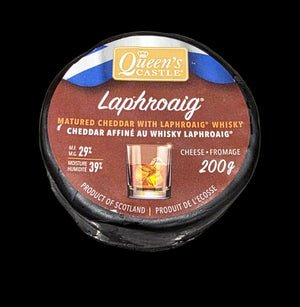 Queen's
CASTLE
Laphroaig®
MATURED CHEDDAR WITH LAPHROAIG® WHISKY
CHEDDAR AFFINÉ AU WHISKY LAPHROAIG®
M.F.
M.G. 29%
MOISTURE
HUMIDITÉ 39%
CHEESE • FROMAGE
200g
PRODUCT OF SCOTLAND | PRODUIT DE L'ECOSSE